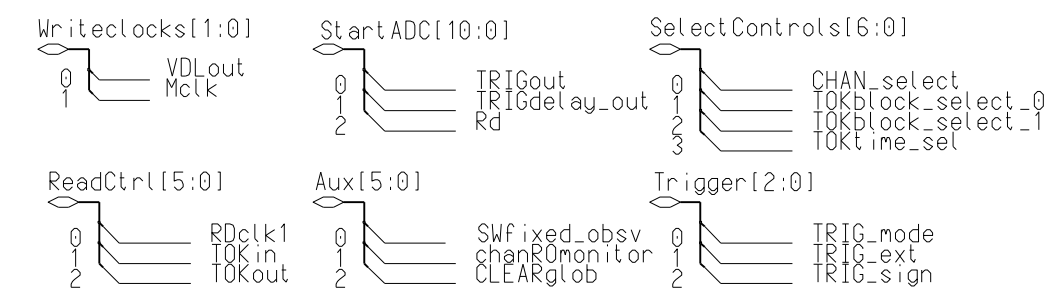 Writeclocks[1:0]
0 VDLout
1 Mclk
StartADC[10:0]
0 TRIGout
1 TRIGdelay_out
2 Rd
SelectControls[6:0]
0 CHAN_select
1 TOKblock_select_0
2 TOKblock_select_1
3 TOKtime_sel
ReadCtrl[5:0]
0 RDclk1
1 TOKin
2 TOKout
Aux[5:0]
0 SWfixed_obsv
1 chanROmonitor
2 CLEARglob
Trigger[2:0]
0 TRIG_mode
1 TRIG_ext
2 TRIG_sign